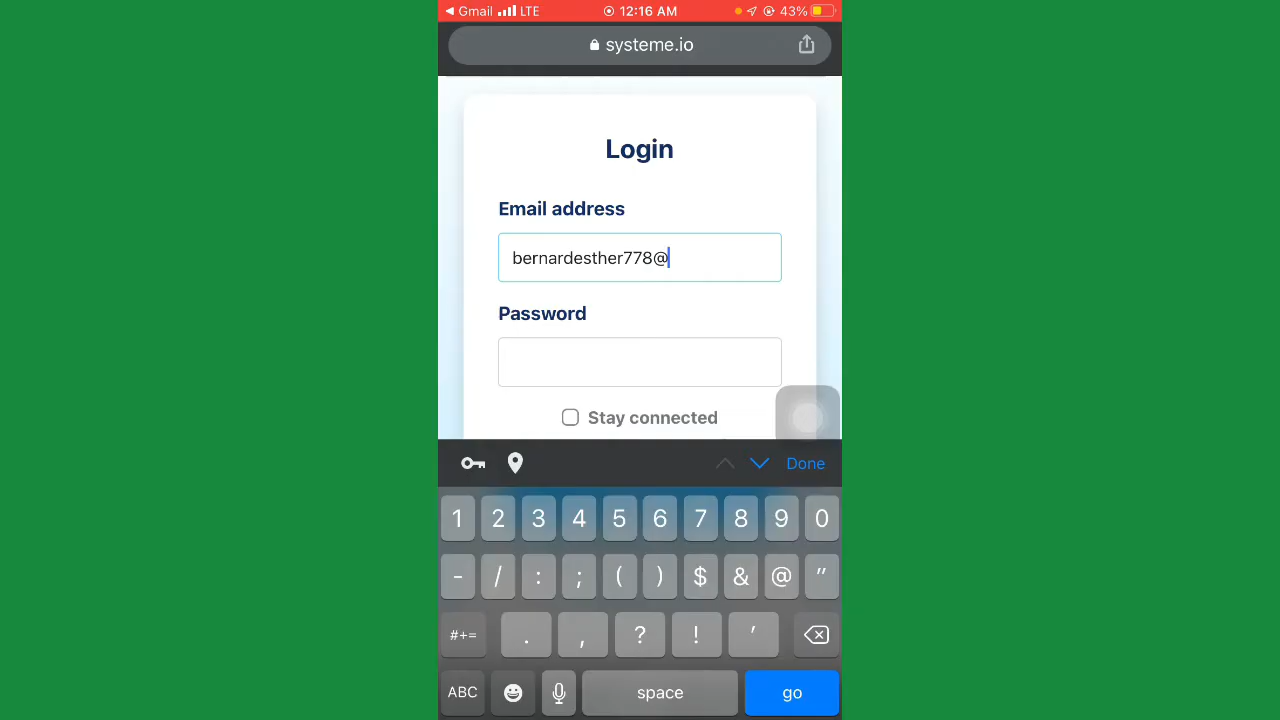 ◀ Gmail LTE 12:16 AM 43%
systeme.io
Login
Email address
bernardesther778@
Password
Stay connected
Done
1 2 3 4 5 6 7 8 9 0
- / : ; ( ) $ & @ "
#+= . , ? ! '
ABC space go